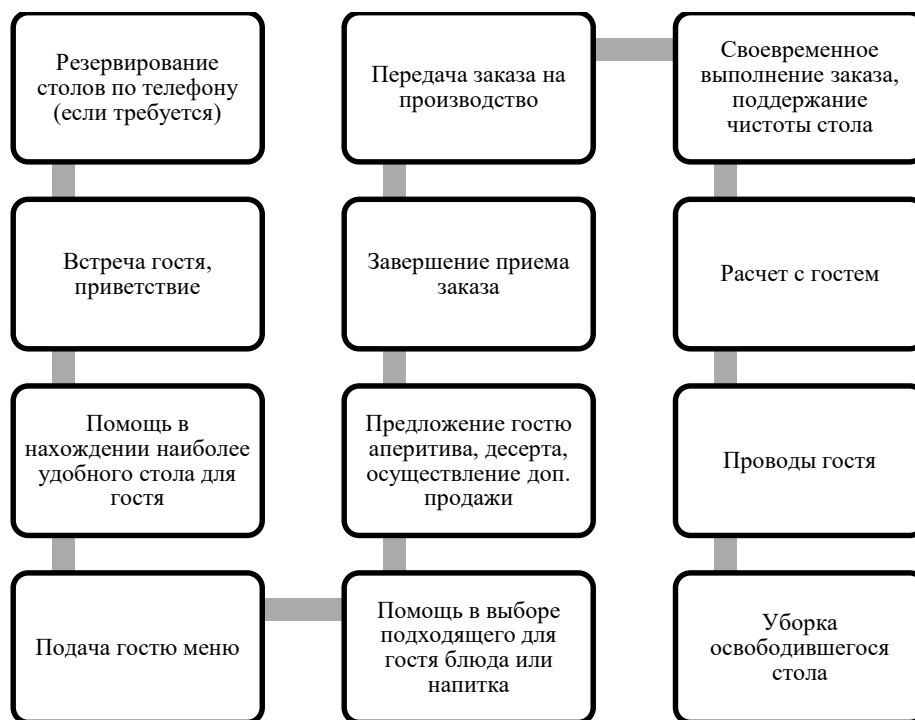 Резервирование
столов по телефону
(если требуется)
Встреча гостя,
приветствие
Помощь в
нахождении наиболее
удобного стола для
гостя
Подача гостю меню
Помощь в выборе
подходящего для
гостя блюда или
напитка
Предложение гостю
аперитива, десерта,
осуществление доп.
продажи
Завершение приема
заказа
Передача заказа на
производство
Своевременное
выполнение заказа,
поддержание
чистоты стола
Расчет с гостем
Проводы гостя
Уборка
освободившегося
стола